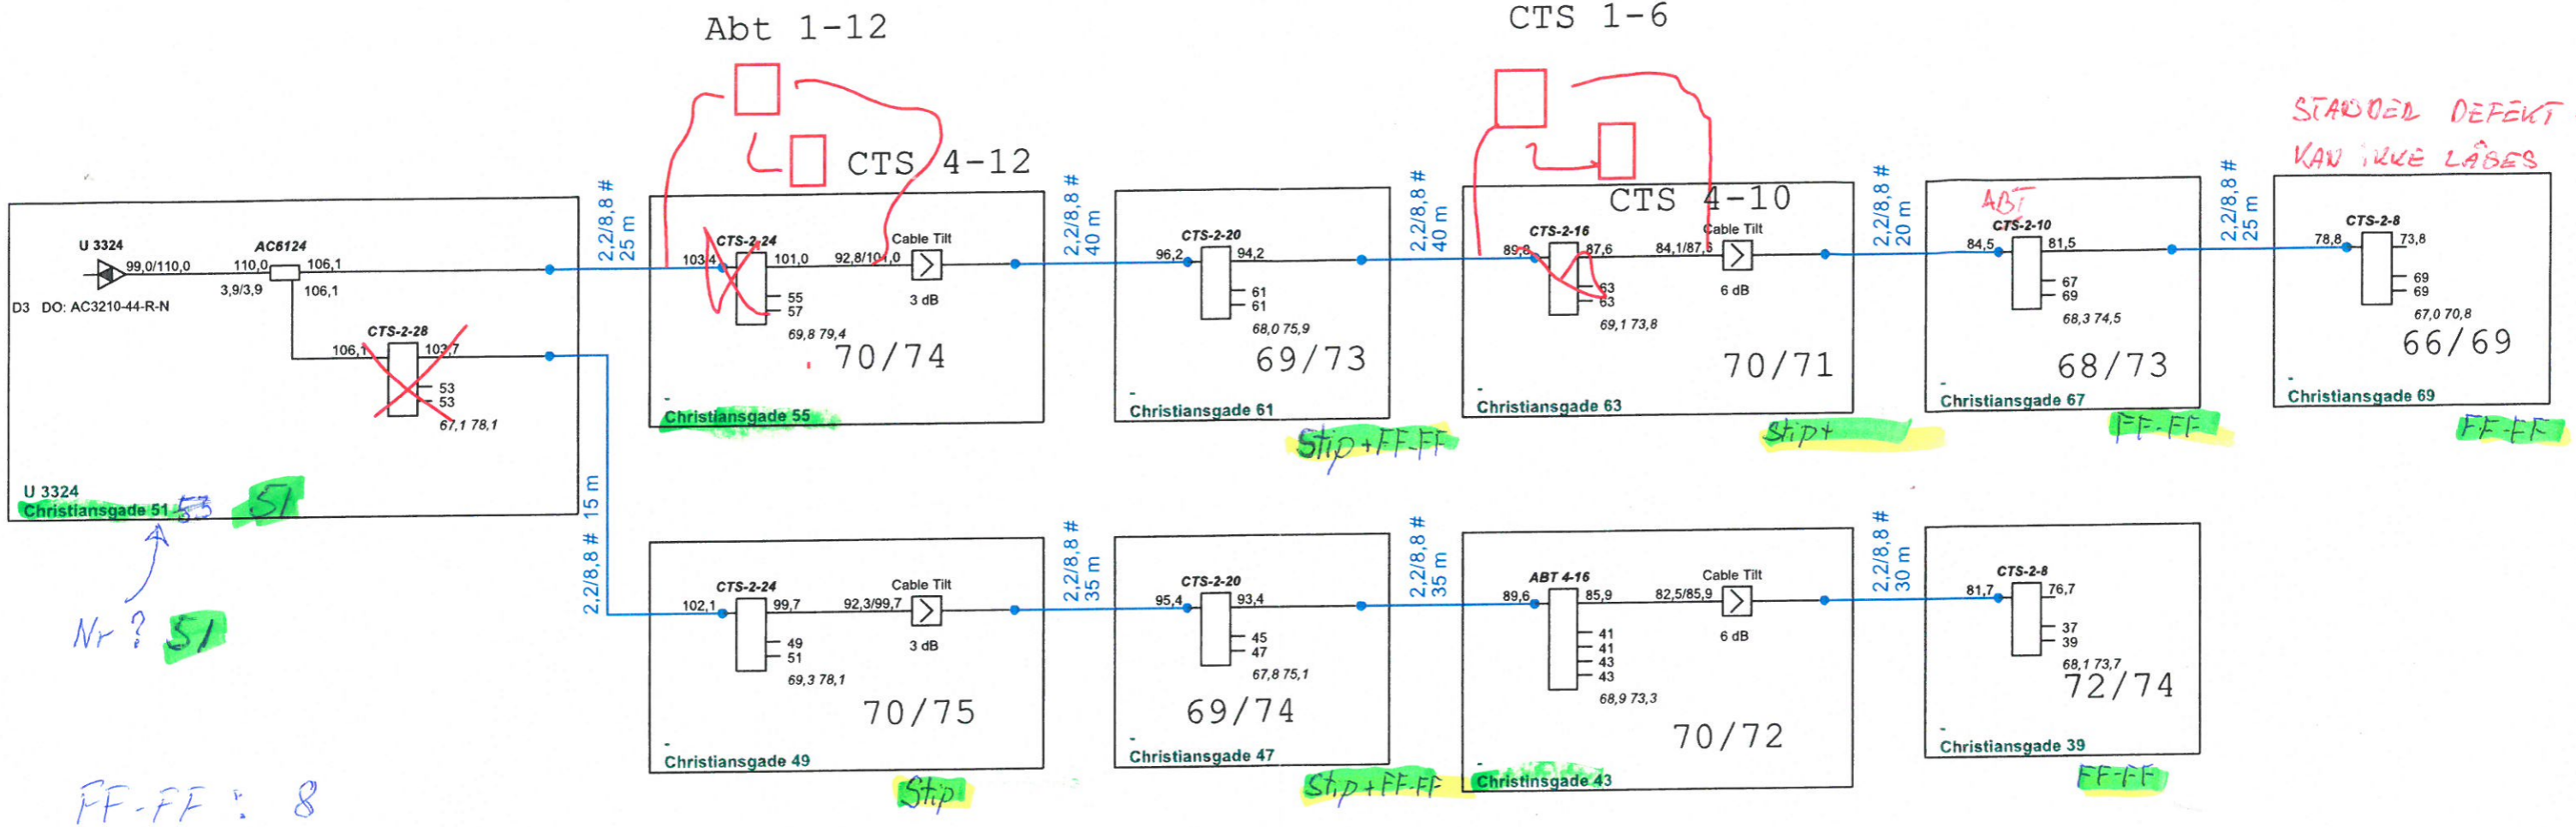 Abt 1-12
CTS 1-6
STANDER DEFEKT
KAN IKKE LÅSES
CTS 4-12
CTS 4-10
U 3324
99,0/110,0
D3 DO: AC3210-44-R-N
AC6124
110,0
106,1
3,9/3,9
106,1
CTS-2-28
106,1
103,7
53
53
67,1 78,1
U 3324
Christiansgade 51
53
51
Nr ? 51
2,2/8,8 #
25 m
CTS-2-24
103,4
101,0
55
57
69,8 79,4
92,8/101,0
Cable Tilt
3 dB
70/74
Christiansgade 55
2,2/8,8 #
40 m
CTS-2-20
96,2
94,2
61
61
68,0 75,9
69/73
Christiansgade 61
Stip+FF-FF
2,2/8,8 #
40 m
CTS-2-16
89,8
87,6
63
63
69,1 73,8
84,1/87,6
Cable Tilt
6 dB
70/71
Christiansgade 63
Stip+
2,2/8,8 #
20 m
ABT
CTS-2-10
84,5
81,5
67
69
68,3 74,5
68/73
Christiansgade 67
FF-FF
2,2/8,8 #
25 m
CTS-2-8
78,8
73,8
69
69
67,0 70,8
66/69
Christiansgade 69
FF-FF
2,2/8,8 # 15 m
CTS-2-24
102,1
99,7
49
51
69,3 78,1
92,3/99,7
Cable Tilt
3 dB
70/75
Christiansgade 49
Stip
2,2/8,8 #
35 m
CTS-2-20
95,4
93,4
45
47
67,8 75,1
69/74
Christiansgade 47
Stip+FF-FF
2,2/8,8 #
35 m
ABT 4-16
89,6
85,9
41
41
43
43
68,9 73,3
82,5/85,9
Cable Tilt
6 dB
70/72
Christinsgade 43
2,2/8,8 #
30 m
CTS-2-8
81,7
76,7
37
39
68,1 73,7
72/74
Christiansgade 39
FF-FF
FF-FF : 8